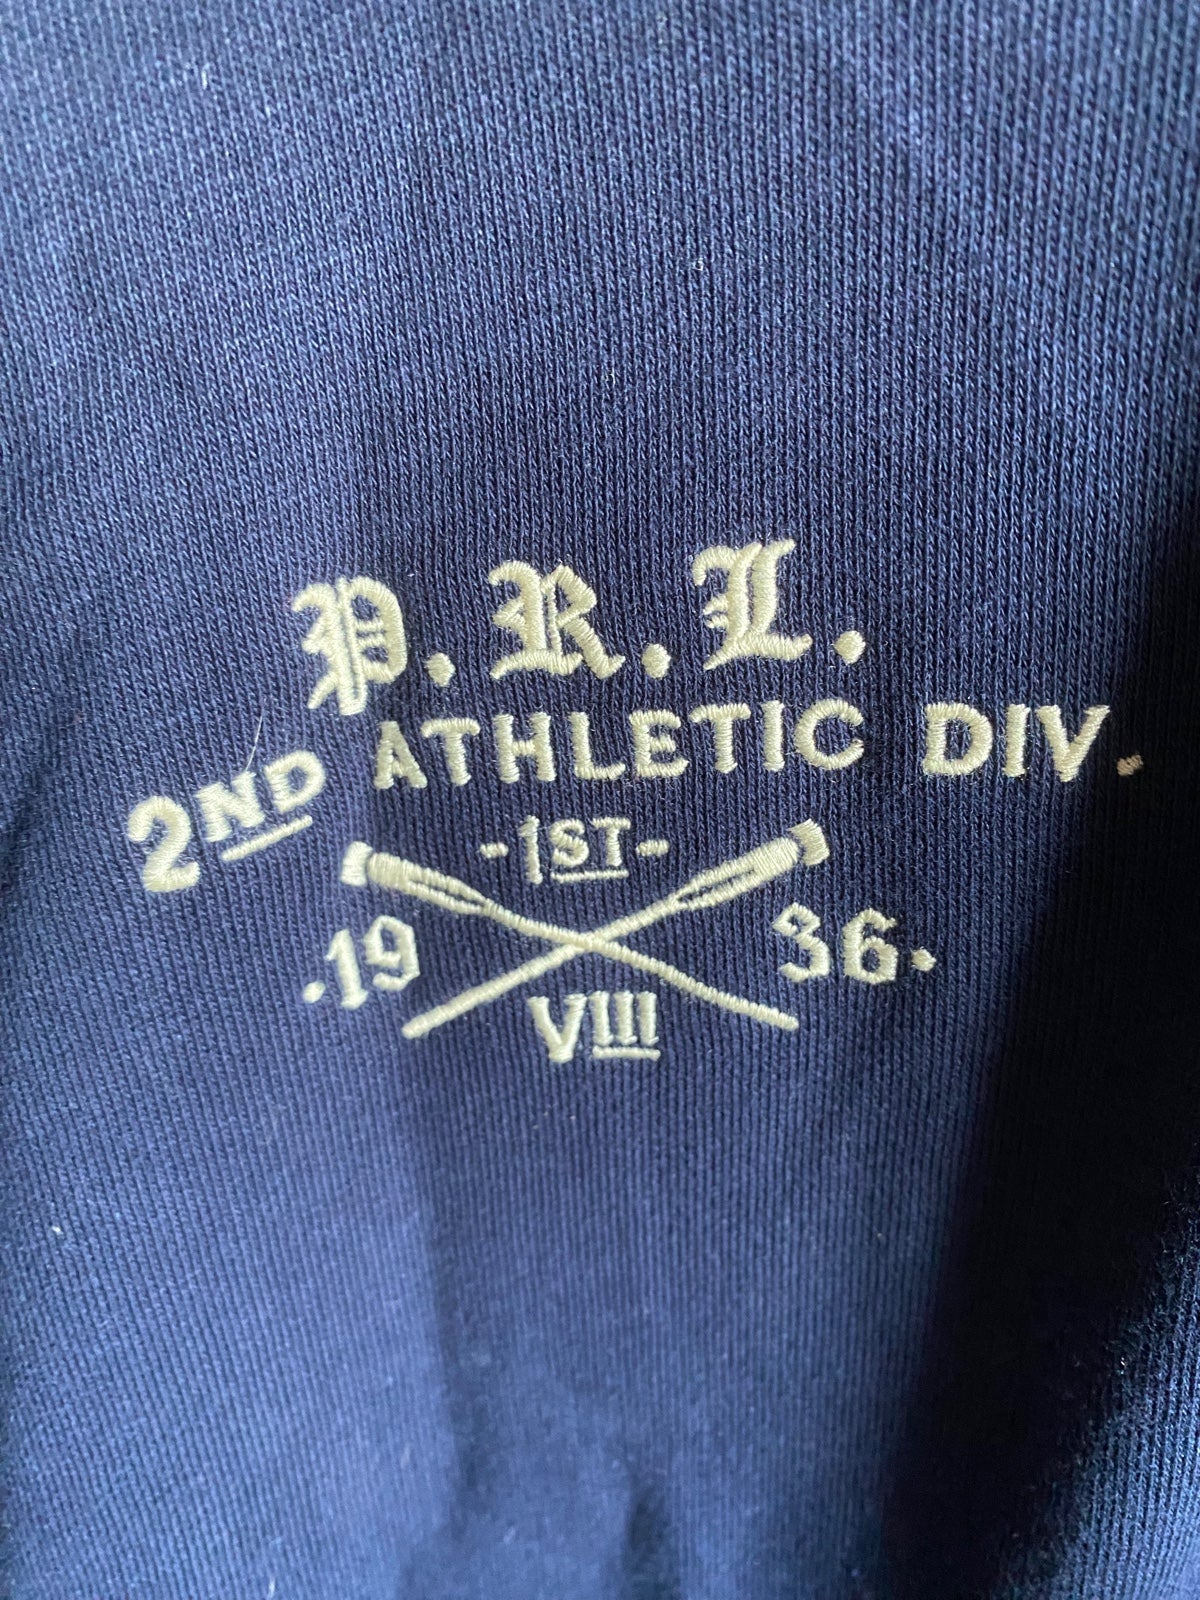 P.R.L.
2ND ATHLETIC DIV.
-1ST-
·19 36·
VIII